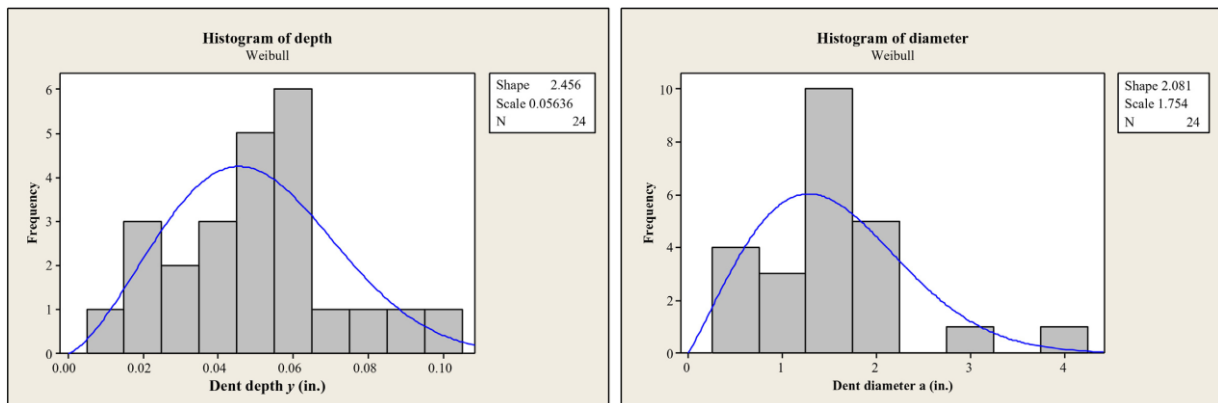 Histogram of depth
Weibull
Shape 2.456
Scale 0.05636
N 24
Frequency
6
5
4
3
2
1
0
0.00 0.02 0.04 0.06 0.08 0.10
Dent depth y (in.)
Histogram of diameter
Weibull
Shape 2.081
Scale 1.754
N 24
Frequency
10
8
6
4
2
0
0 1 2 3 4
Dent diameter a (in.)